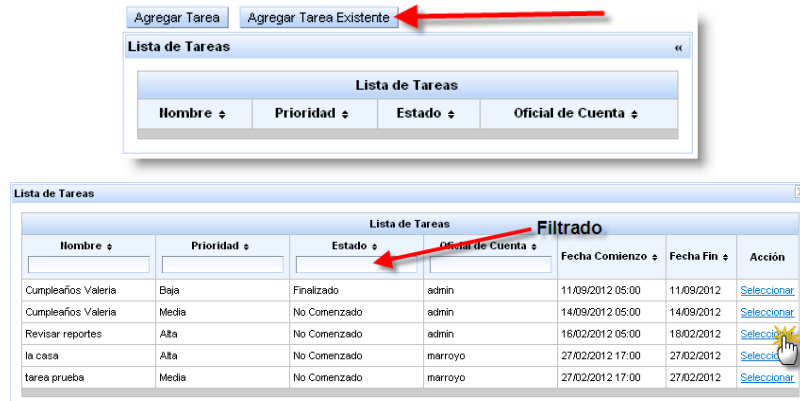 Agregar Tarea Agregar Tarea Existente
Lista de Tareas «
Lista de Tareas
Nombre Prioridad Estado Oficial de Cuenta
Lista de Tareas
Lista de Tareas
Filtrado
Nombre Prioridad Estado Oficial de Cuenta Fecha Comienzo Fecha Fin Acción
Cumpleaños Valeria Baja Finalizado admin 11/09/2012 05:00 11/09/2012 Seleccionar
Cumpleaños Valeria Media No Comenzado admin 14/09/2012 05:00 14/09/2012 Seleccionar
Revisar reportes Alta No Comenzado admin 16/02/2012 05:00 18/02/2012 Seleccionar
la casa Alta No Comenzado marroyo 27/02/2012 17:00 27/02/2012
tarea prueba Media No Comenzado marroyo 27/02/2012 17:00 27/02/2012 Seleccionar